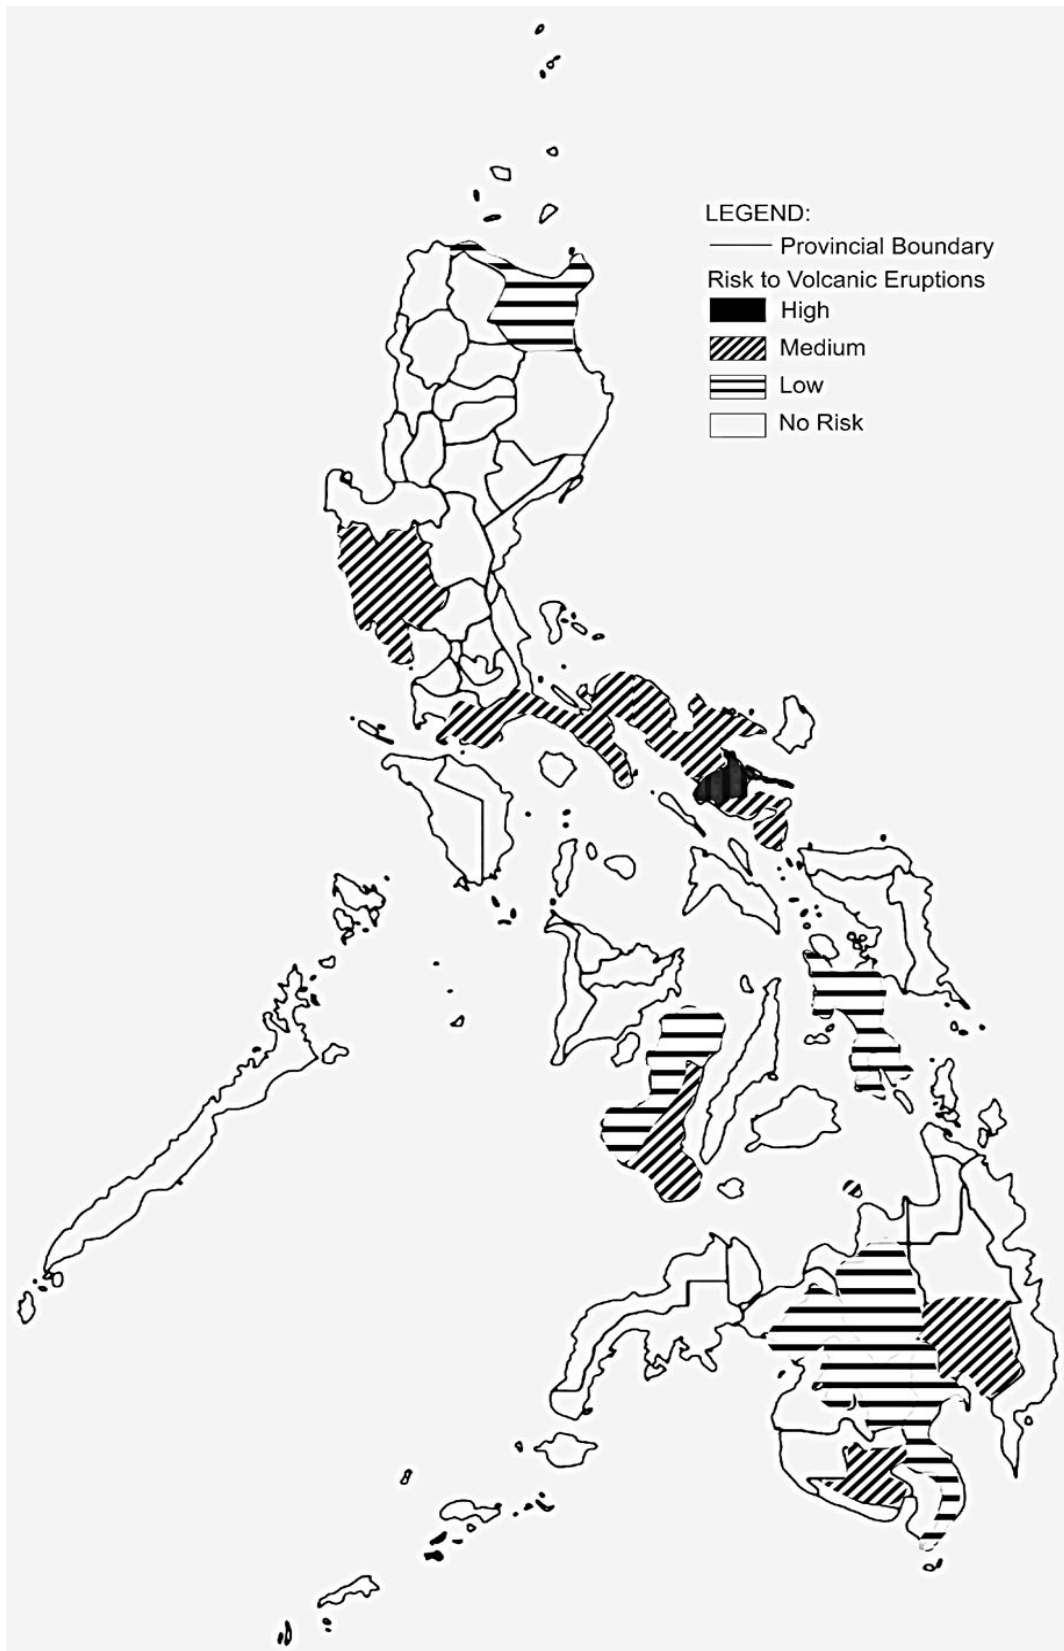 LEGEND:
Provincial Boundary
Risk to Volcanic Eruptions
High
Medium
Low
No Risk